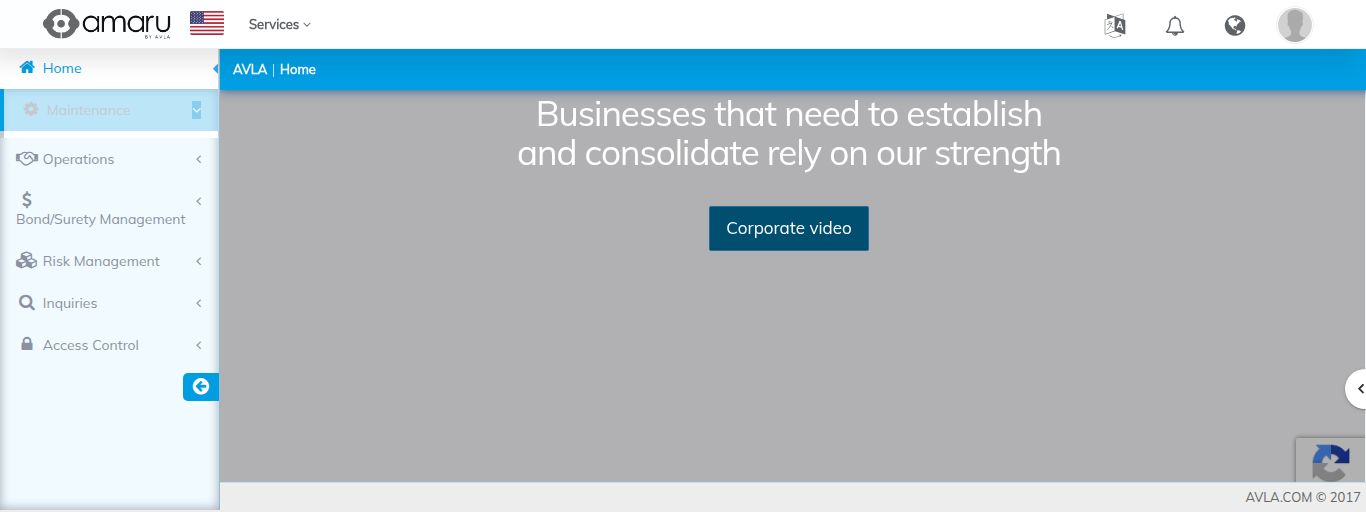 amaru
BY AVLA
Services
Home
AVLA | Home
Maintenance
Operations
Bond/Surety Management
Risk Management
Inquiries
Access Control
Businesses that need to establish
and consolidate rely on our strength
Corporate video
AVLA.COM © 2017